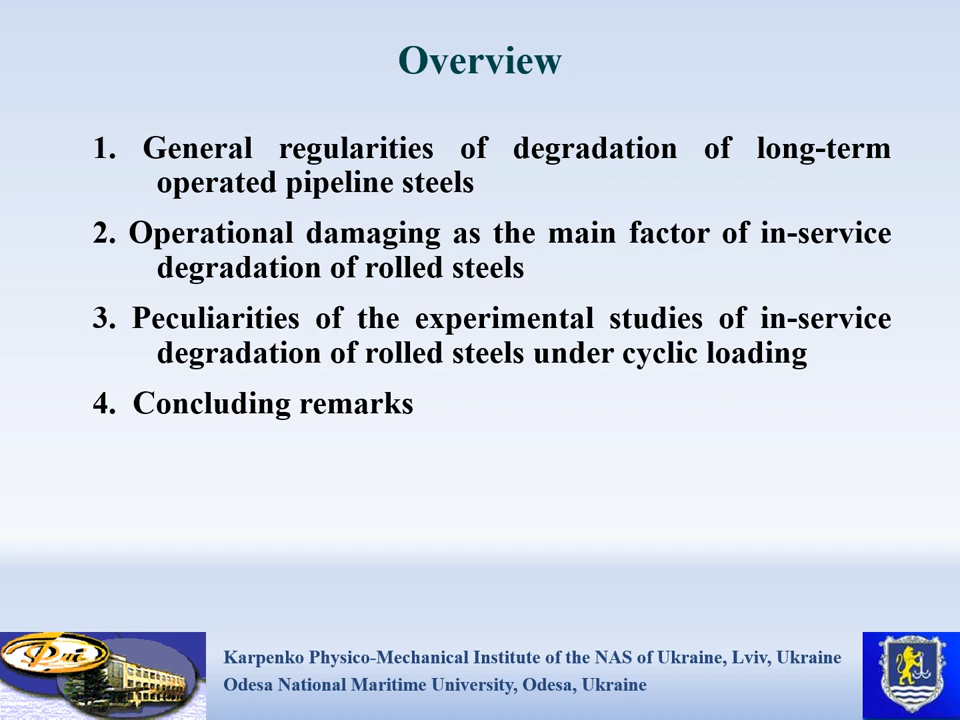 Overview
1. General regularities of degradation of long-term
operated pipeline steels
2. Operational damaging as the main factor of in-service
degradation of rolled steels
3. Peculiarities of the experimental studies of in-service
degradation of rolled steels under cyclic loading
4. Concluding remarks
Karpenko Physico-Mechanical Institute of the NAS of Ukraine, Lviv, Ukraine
Odesa National Maritime University, Odesa, Ukraine